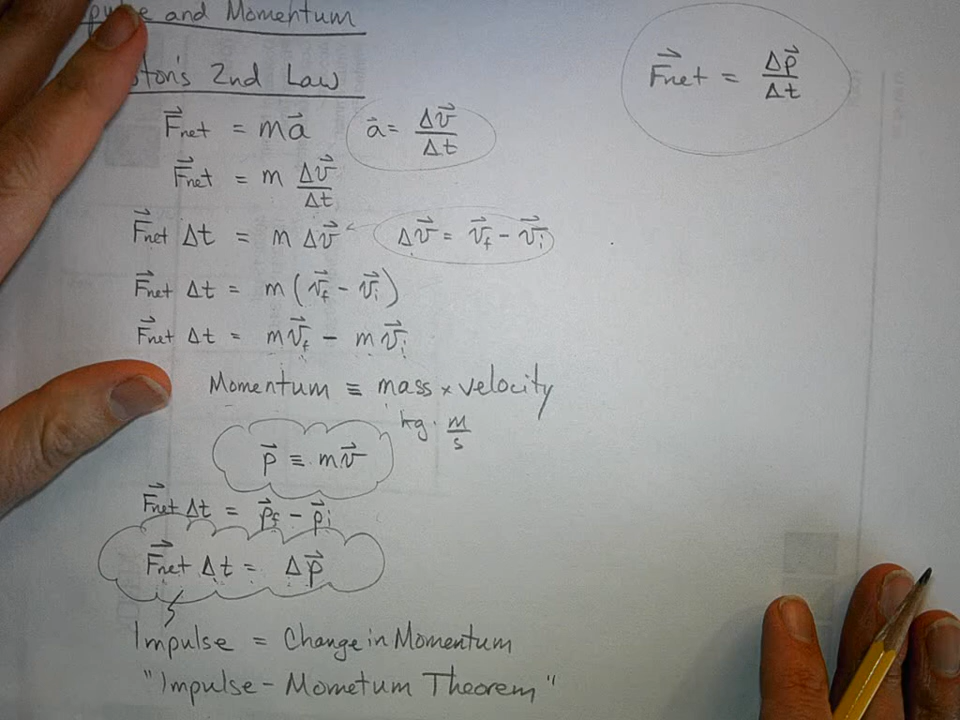 pulse and Momentum
ton's 2nd Law
F⃗net = ma⃗   a⃗ = Δv⃗/Δt
F⃗net = m Δv⃗/Δt
F⃗net Δt = m Δv⃗   Δv⃗ = v⃗f - v⃗i
F⃗net Δt = m (v⃗f - v⃗i)
F⃗net Δt = mv⃗f - mv⃗i
Momentum ≡ mass × velocity
kg · m/s
p⃗ ≡ mv⃗
F⃗net Δt = p⃗f - p⃗i
F⃗net Δt = Δp⃗
Impulse = Change in Momentum
"Impulse - Mometum Theorem"
F⃗net = Δp⃗/Δt